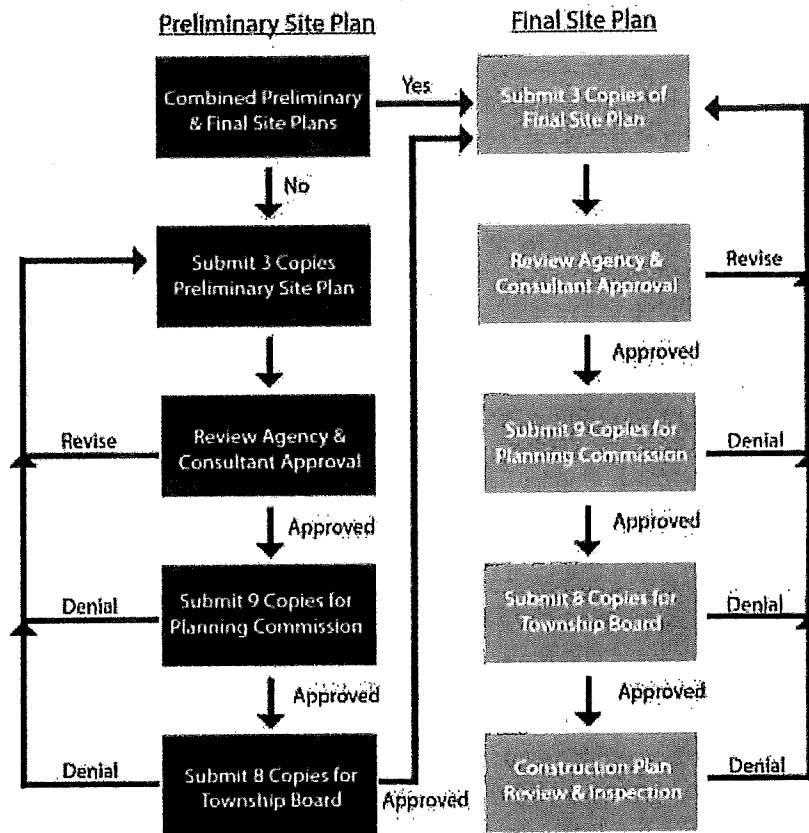 Preliminary Site Plan
Combined Preliminary
& Final Site Plans
Yes
No
Submit 3 Copies
Preliminary Site Plan
Review Agency &
Consultant Approval
Revise
Approved
Submit 9 Copies for
Planning Commission
Denial
Approved
Submit 8 Copies for
Township Board
Denial
Approved
Final Site Plan
Submit 3 Copies of
Final Site Plan
Review Agency &
Consultant Approval
Revise
Approved
Submit 9 Copies for
Planning Commission
Denial
Approved
Submit 8 Copies for
Township Board
Denial
Approved
Construction Plan
Review & Inspection
Denial